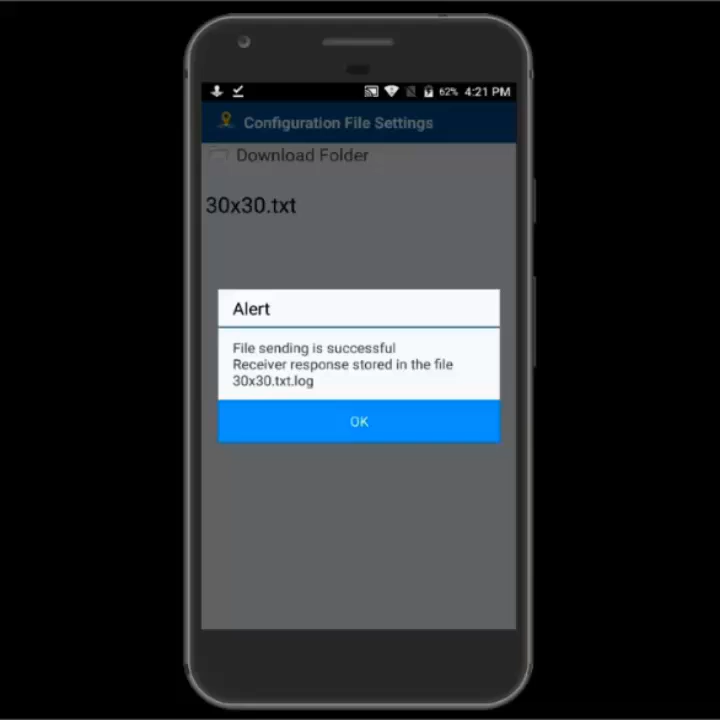 62% 4:21 PM
Configuration File Settings
Download Folder
30x30.txt
Alert
File sending is successful
Receiver response stored in the file
30x30.txt.log
OK